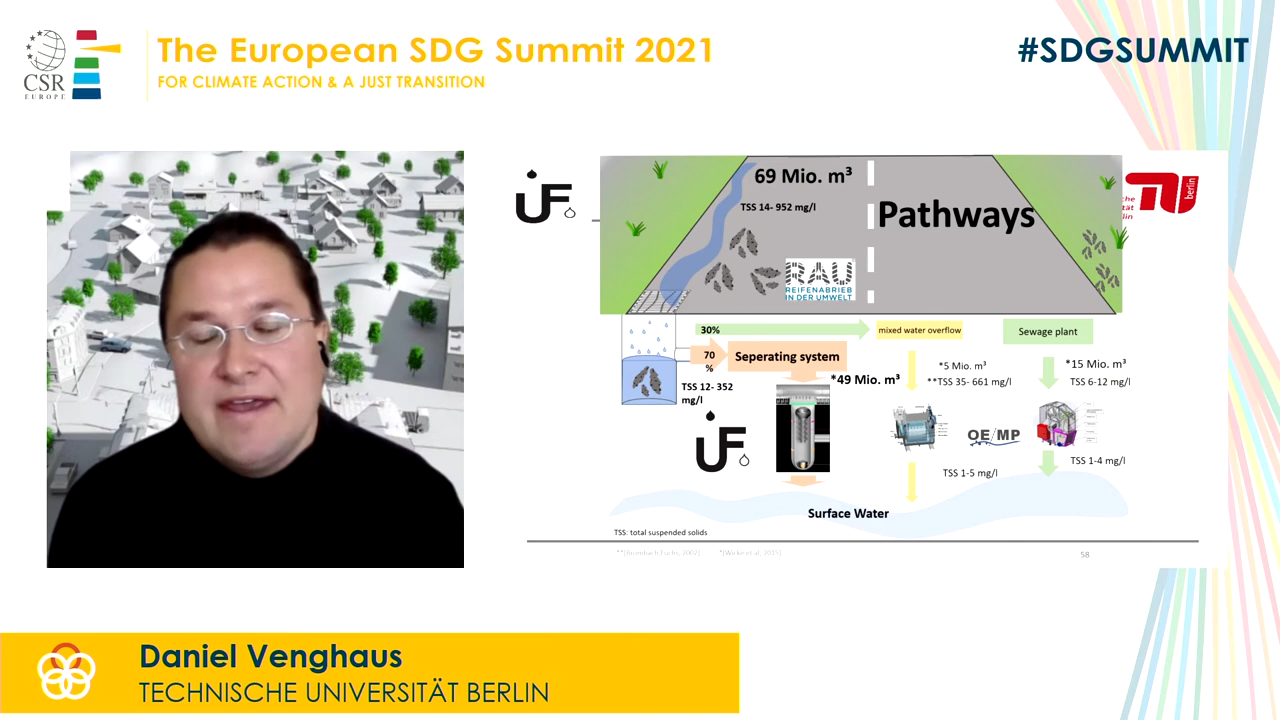 The European SDG Summit 2021
FOR CLIMATE ACTION & A JUST TRANSITION
CSR
EUROPE
#SDGSUMMIT
UF
69 Mio. m³
TSS 14- 952 mg/l
Pathways
RAU
REIFENABRIEB
IN DER UMWELT
berlin
30%
mixed water overflow
Sewage plant
70
%
Seperating system
*5 Mio. m³
*15 Mio. m³
*49 Mio. m³
**TSS 35- 661 mg/l
TSS 6-12 mg/l
TSS 12- 352
mg/l
UF
OE/MP
TSS 1-5 mg/l
TSS 1-4 mg/l
Surface Water
TSS: total suspended solids
58
Daniel Venghaus
TECHNISCHE UNIVERSITÄT BERLIN